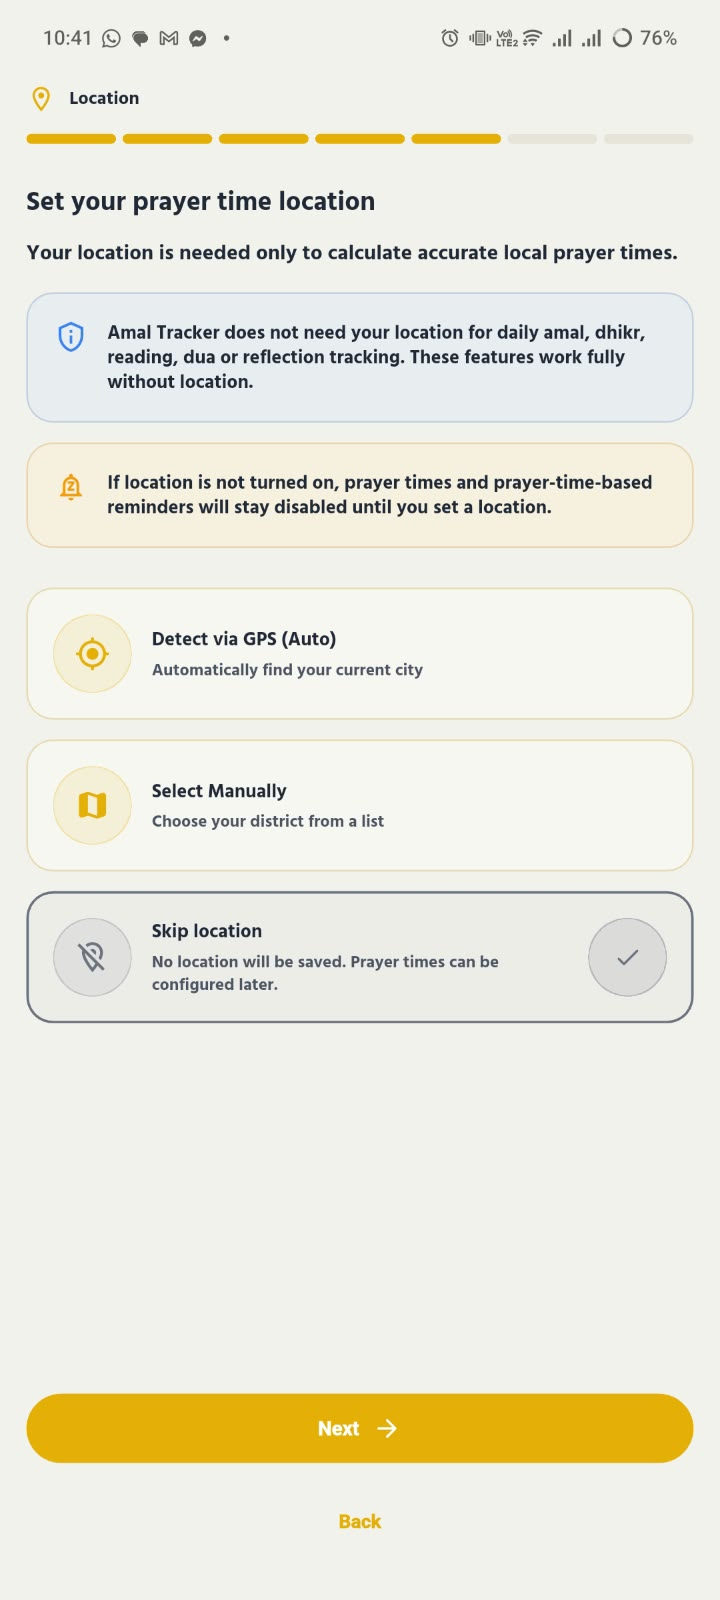 10:41
Vo)
LTE2
76%
Location
Set your prayer time location
Your location is needed only to calculate accurate local prayer times.
Amal Tracker does not need your location for daily amal, dhikr,
reading, dua or reflection tracking. These features work fully
without location.
If location is not turned on, prayer times and prayer-time-based
reminders will stay disabled until you set a location.
Detect via GPS (Auto)
Automatically find your current city
Select Manually
Choose your district from a list
Skip location
No location will be saved. Prayer times can be
configured later.
Next
Back